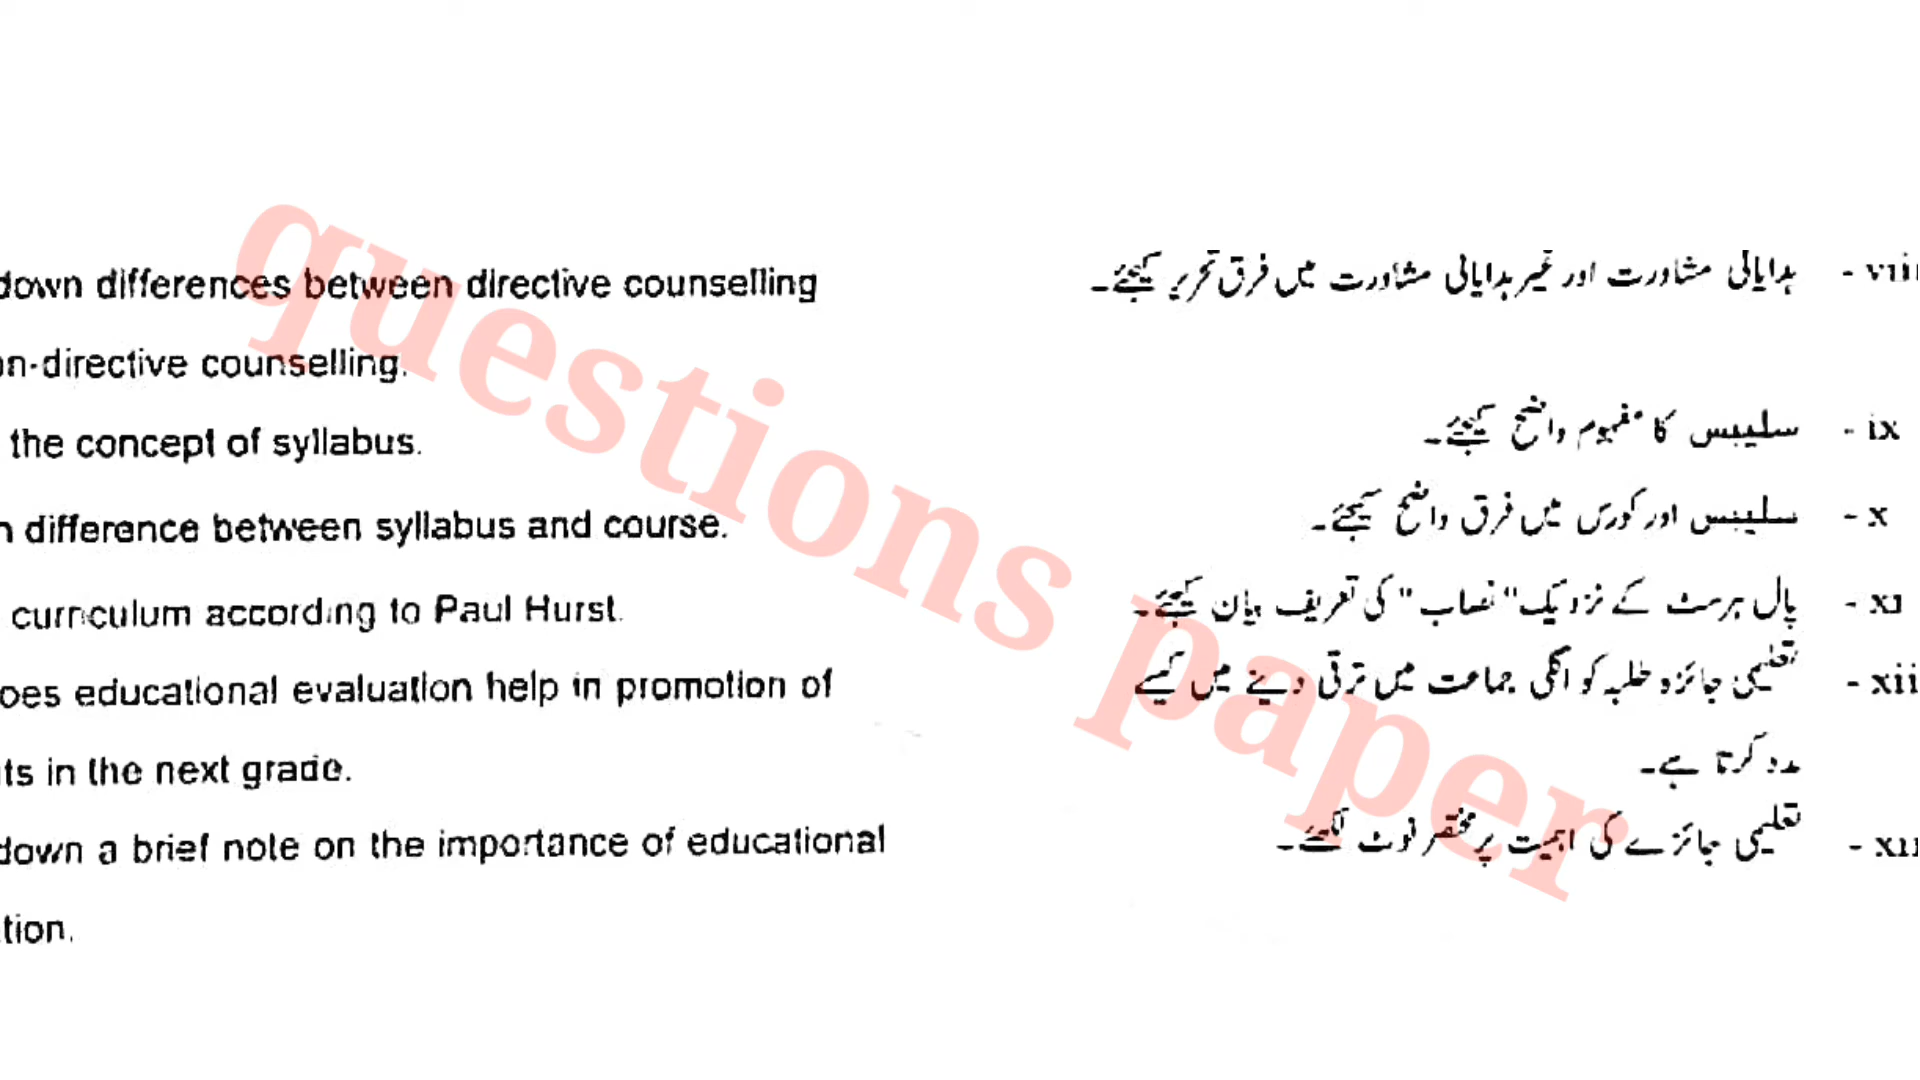 down differences between directive counselling
ہدایاتی مشاورت اور غیر ہدایاتی مشاورت میں فرق تحریر کیجئے۔ - viii
n-directive counselling.
the concept of syllabus.
سلیبس کا مفہوم واضح کیجئے۔ - ix
n difference between syllabus and course.
سلیبس اور کورس میں فرق واضح کیجئے۔ - x
curriculum according to Paul Hurst.
پال ہرسٹ کے نزدیک "نصاب" کی تعریف بیان کیجئے۔ - xi
oes educational evaluation help in promotion of
تعلیمی جائزہ طلبہ کو اگلی جماعت میں ترقی دینے میں کیسے - xii
ts in the next grade.
مدد کرتا ہے۔
down a brief note on the importance of educational
تعلیمی جائزے کی اہمیت پر مختصر نوٹ لکھئے۔ - xii
tion.
questions paper